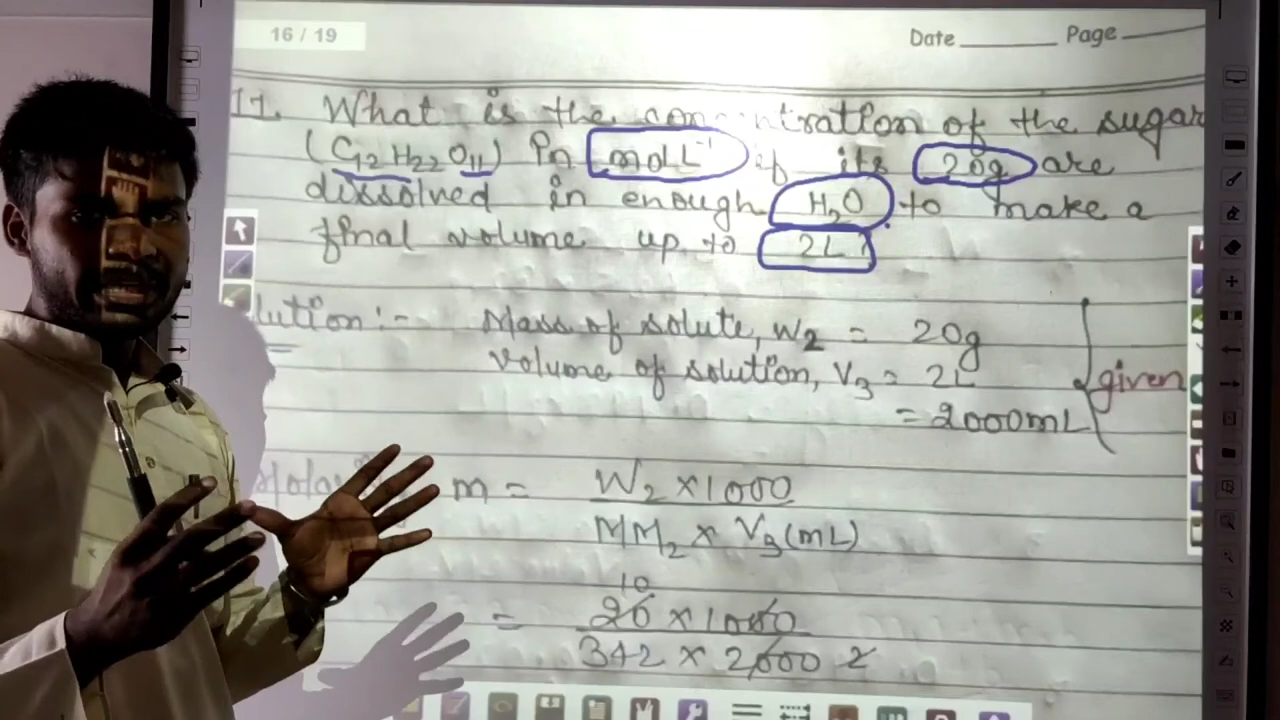 16 / 19
Date Page
11. What is the concentration of the sugar
(C12H22O11) in mol L⁻¹ if its 20g are
dissolved in enough H2O to make a
final volume up to 2L?
lution :- Mass of solute, W2 = 20g
Volume of solution, V3 = 2L
= 2000mL
given
m = W2 × 1000
MM2 × V3 (mL)
10
= 20 × 1000
342 × 2000 2